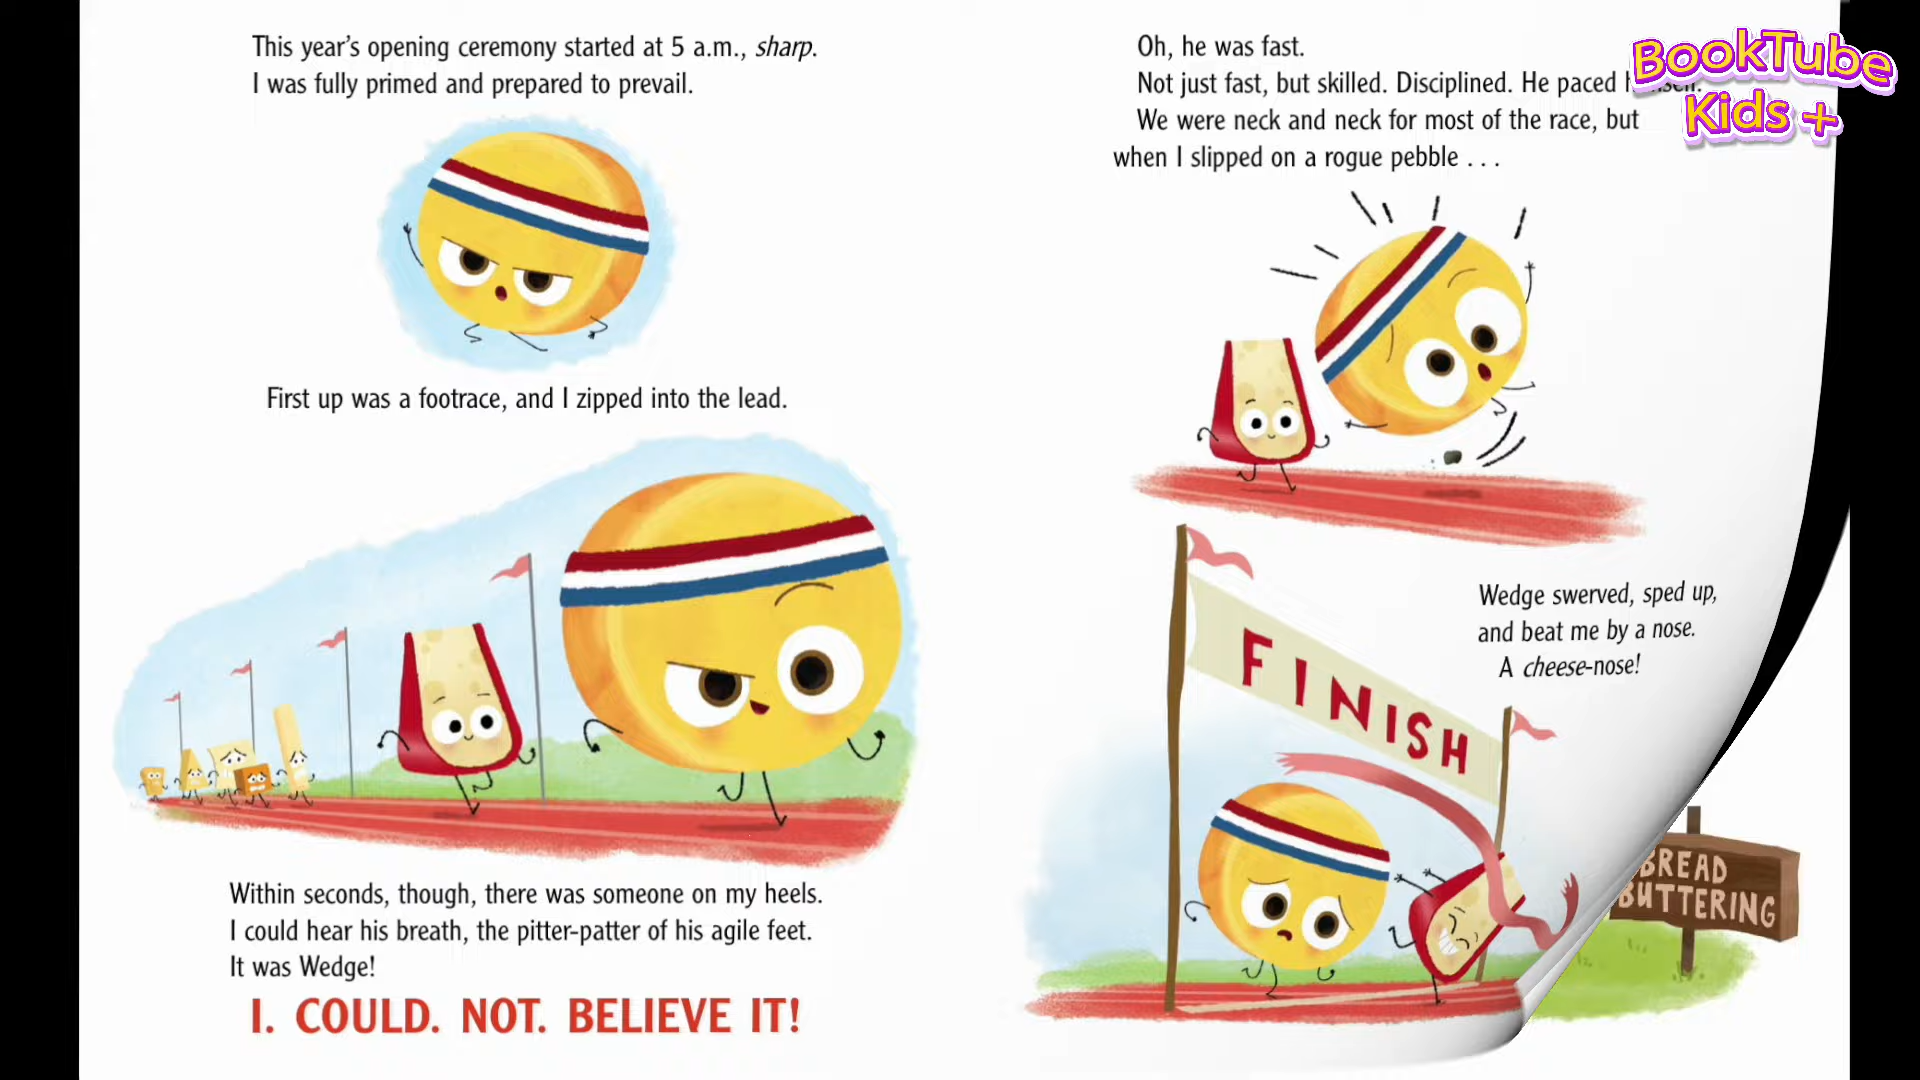 This year's opening ceremony started at 5 a.m., sharp.
I was fully primed and prepared to prevail.
First up was a footrace, and I zipped into the lead.
Within seconds, though, there was someone on my heels.
I could hear his breath, the pitter-patter of his agile feet.
It was Wedge!
I. COULD. NOT. BELIEVE IT!
Oh, he was fast.
Not just fast, but skilled. Disciplined. He paced
We were neck and neck for most of the race, but
when I slipped on a rogue pebble . . .
FINISH
Wedge swerved, sped up,
and beat me by a nose.
A cheese-nose!
BREAD
BUTTERING
BookTube
Kids +